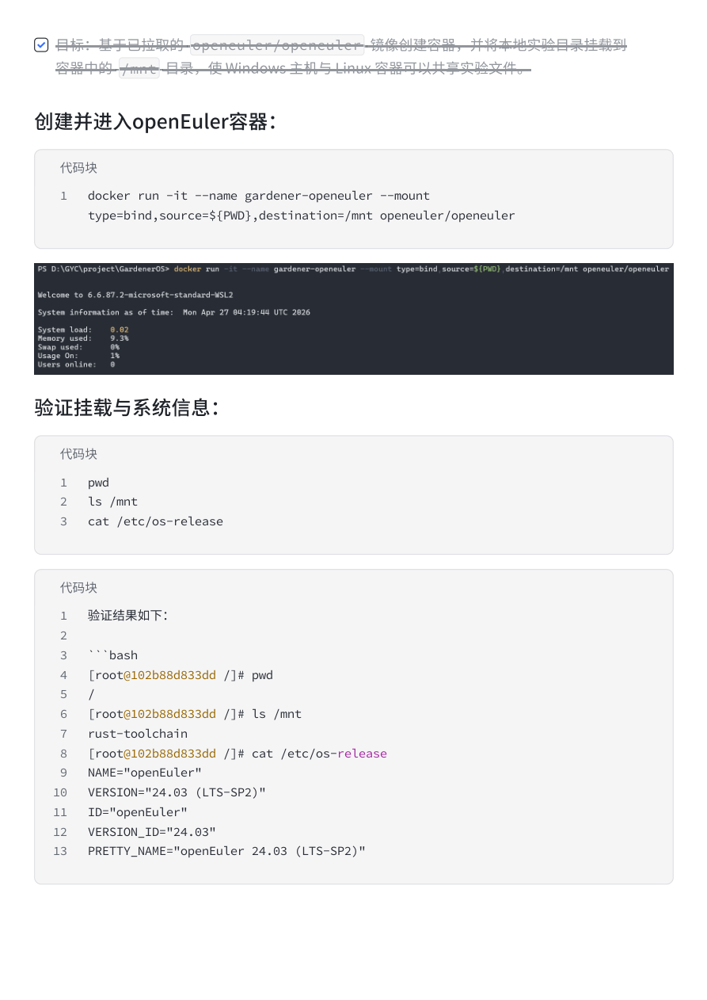 目标：基于已拉取的 openeuler/openeuler 镜像创建容器，并将本地实验目录挂载到
容器中的 /mnt 目录，使 Windows 主机与 Linux 容器可以共享实验文件。
创建并进入openEuler容器：
代码块
1 docker run -it --name gardener-openeuler --mount
type=bind,source=${PWD},destination=/mnt openeuler/openeuler
PS D:\GYC\project\GardenerOS> docker run -it --name gardener-openeuler --mount type=bind,source=${PWD},destination=/mnt openeuler/openeuler
Welcome to 6.6.87.2-microsoft-standard-WSL2
System information as of time:  Mon Apr 27 04:19:44 UTC 2026
System load:    0.02
Memory used:    9.3%
Swap used:      0%
Usage On:       1%
Users online:   0
验证挂载与系统信息：
代码块
1 pwd
2 ls /mnt
3 cat /etc/os-release
代码块
1 验证结果如下：
2
3 ```bash
4 [root@102b88d833dd /]# pwd
5 /
6 [root@102b88d833dd /]# ls /mnt
7 rust-toolchain
8 [root@102b88d833dd /]# cat /etc/os-release
9 NAME="openEuler"
10 VERSION="24.03 (LTS-SP2)"
11 ID="openEuler"
12 VERSION_ID="24.03"
13 PRETTY_NAME="openEuler 24.03 (LTS-SP2)"